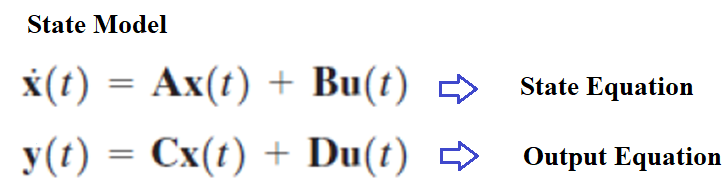 State Model
ẋ(t) = Ax(t) + Bu(t) ⇨ State Equation
y(t) = Cx(t) + Du(t) ⇨ Output Equation